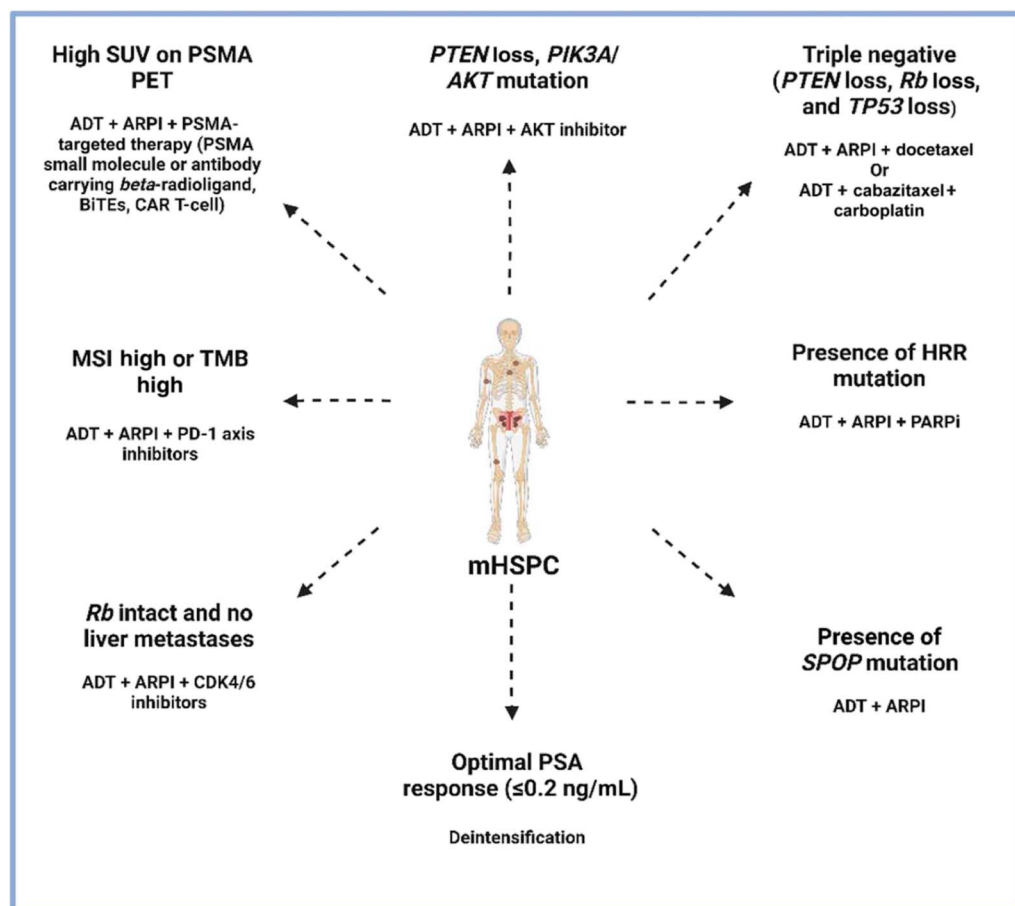 High SUV on PSMA
PET
ADT + ARPI + PSMA-
targeted therapy (PSMA
small molecule or antibody
carrying beta-radioligand,
BiTEs, CAR T-cell)
PTEN loss, PIK3A/
AKT mutation
ADT + ARPI + AKT inhibitor
Triple negative
(PTEN loss, Rb loss,
and TP53 loss)
ADT + ARPI + docetaxel
Or
ADT + cabazitaxel +
carboplatin
MSI high or TMB
high
ADT + ARPI + PD-1 axis
inhibitors
Presence of HRR
mutation
ADT + ARPI + PARPi
mHSPC
Rb intact and no
liver metastases
ADT + ARPI + CDK4/6
inhibitors
Presence of
SPOP mutation
ADT + ARPI
Optimal PSA
response (≤0.2 ng/mL)
Deintensification